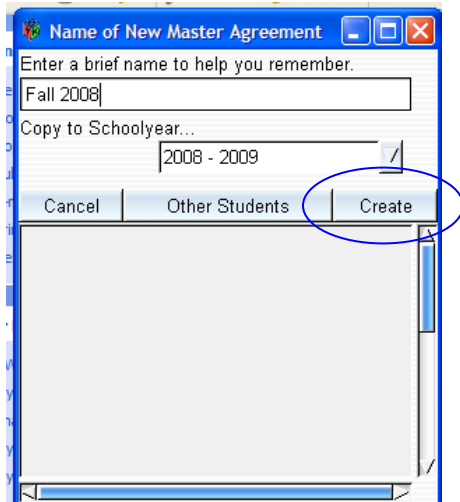 Name of New Master Agreement
Enter a brief name to help you remember.
Fall 2008
Copy to Schoolyear...
2008 - 2009
Cancel Other Students Create